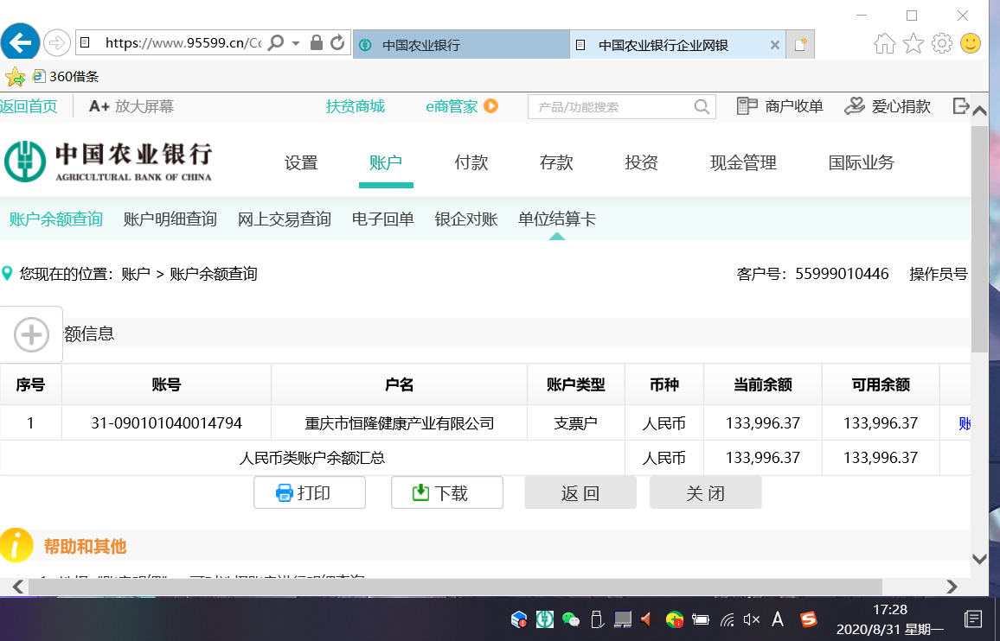 https://www.95599.cn/Co
中国农业银行
中国农业银行企业网银
360借条
返回首页 A+ 放大屏幕 扶贫商城 e商管家 产品/功能搜索 商户收单 爱心捐款
中国农业银行
AGRICULTURAL BANK OF CHINA
设置 账户 付款 存款 投资 现金管理 国际业务
账户余额查询 账户明细查询 网上交易查询 电子回单 银企对账 单位结算卡
您现在的位置：账户 > 账户余额查询 客户号：55999010446 操作员号
额信息
序号 账号 户名 账户类型 币种 当前余额 可用余额
1 31-090101040014794 重庆市恒隆健康产业有限公司 支票户 人民币 133,996.37 133,996.37 账
人民币类账户余额汇总 人民币 133,996.37 133,996.37
打印 下载 返回 关闭
帮助和其他
17:28
2020/8/31 星期一